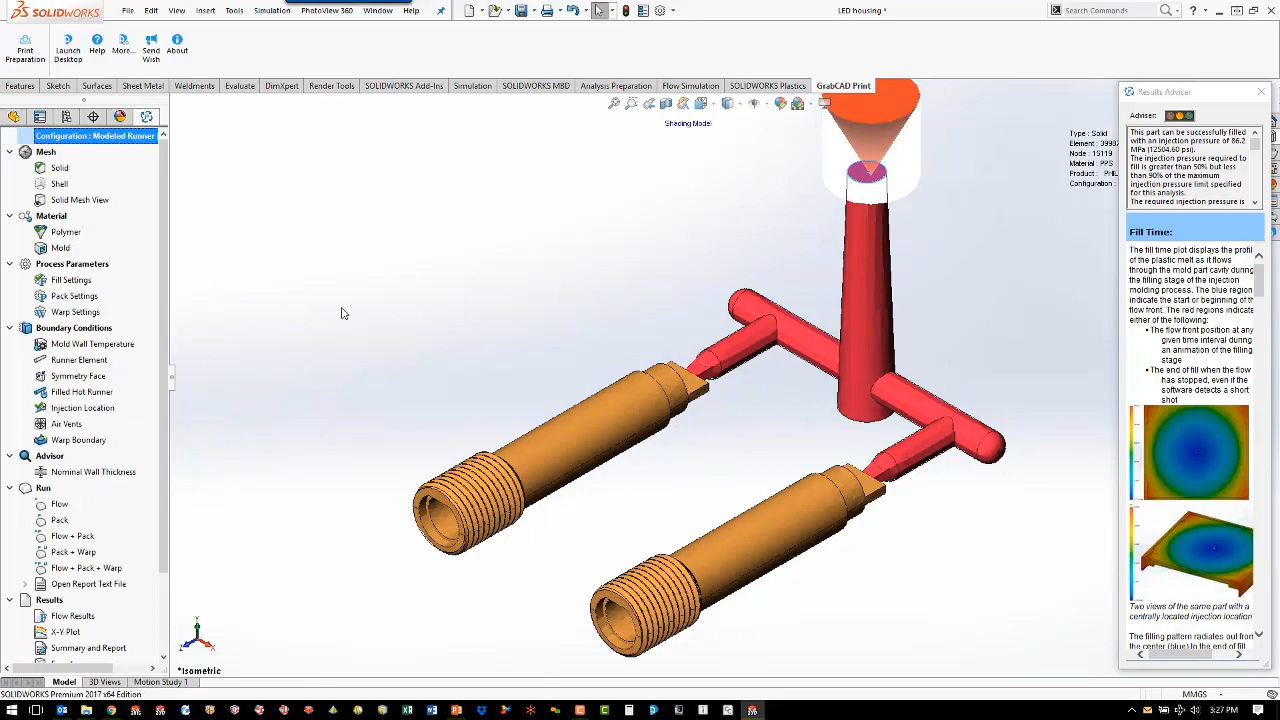 SOLIDWORKS
File Edit View Insert Tools Simulation PhotoView 360 Window Help
LED housing *
Search Commands
Print Preparation
Launch Desktop
Help
More...
Send Wish
About
Features Sketch Surfaces Sheet Metal Weldments Evaluate DimXpert Render Tools SOLIDWORKS Add-Ins Simulation SOLIDWORKS MBD Analysis Preparation Flow Simulation SOLIDWORKS Plastics GrabCAD Print
Configuration : Modeled Runner
Mesh
Solid
Shell
Solid Mesh View
Material
Polymer
Mold
Process Parameters
Fill Settings
Pack Settings
Warp Settings
Boundary Conditions
Mold Wall Temperature
Runner Element
Symmetry Face
Filled Hot Runner
Injection Location
Air Vents
Warp Boundary
Advisor
Nominal Wall Thickness
Run
Flow
Pack
Flow + Pack
Pack + Warp
Flow + Pack + Warp
Open Report Text File
Results
Flow Results
X-Y Plot
Summary and Report
Shading Model
Type : Solid
Element : 3998
Node : 15119
Material : PPS
Product : PHIL
Configuration :
Y
Z
X
*Isometric
Results Adviser
Adviser:
This part can be successfully filled
with an injection pressure of 86.2
MPa (12504.60 psi).
The injection pressure required to
fill is greater than 50% but less
than 90% of the maximum
injection pressure limit specified
for this analysis.
The required injection pressure is
Fill Time:
The fill time plot displays the profil
of the plastic melt as it flows
through the mold part cavity during
the filling stage of the injection
molding process. The blue region
indicate the start or beginning of th
flow front. The red regions indicate
either of the following:
• The flow front position at any
given time interval during
an animation of the filling
stage
• The end of fill when the flow
has stopped, even if the
software detects a short
shot
Two views of the same part with a
centrally located injection location
The filling pattern radiates out from
the center (blue) to the end of fill
Model 3D Views Motion Study 1
SOLIDWORKS Premium 2017 x64 Edition
MMGS
3:27 PM